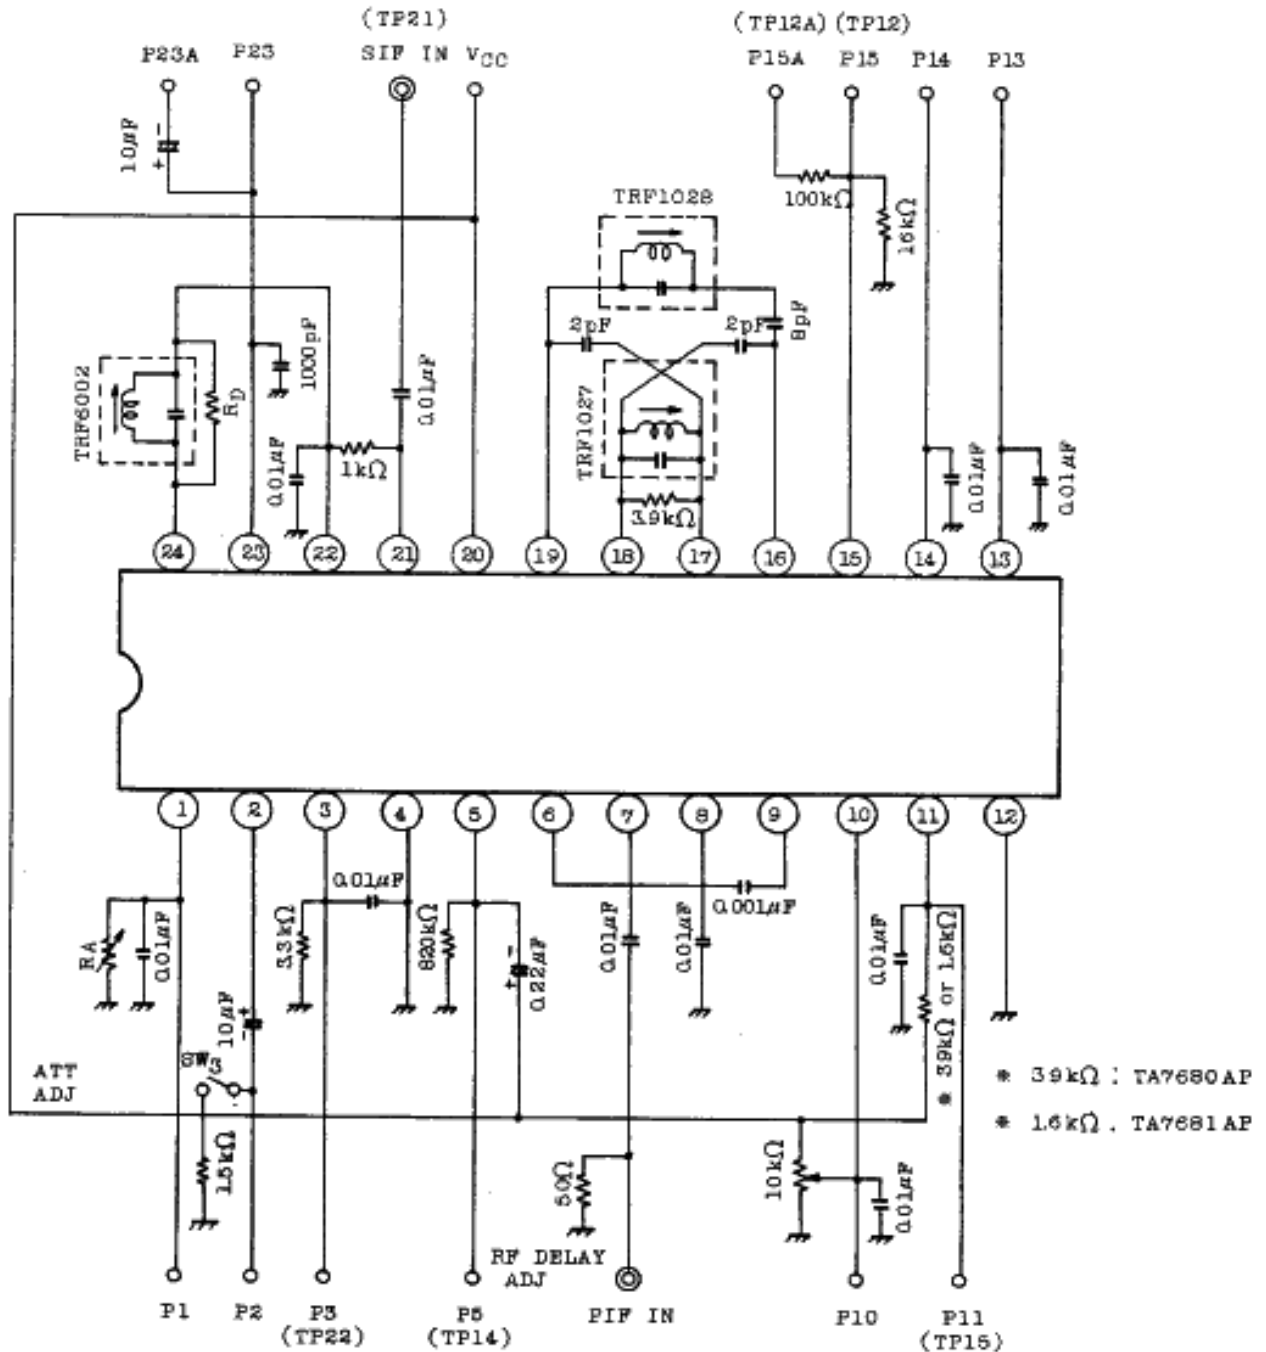 (TP21)
(TP12A) (TP12)
P23A
P23
SIF IN
VCC
P15A
P15
P14
P13
10µF
-
+
TRF1028
100kΩ
16kΩ
2pF
2pF
8pF
1000pF
0.01µF
TRF6002
RD
TRF1027
0.01µF
1kΩ
3.9kΩ
0.01µF
0.01µF
24
23
22
21
20
19
18
17
16
15
14
13
1
2
3
4
5
6
7
8
9
10
11
12
RA
0.01µF
3.3kΩ
0.01µF
820kΩ
-
+
0.22µF
0.01µF
0.01µF
0.001µF
0.01µF
* 3.9kΩ or 1.6kΩ
10µF
+
-
SW3
ATT
ADJ
* 3.9kΩ : TA7680AP
* 1.6kΩ . TA7681AP
1.5kΩ
50Ω
10kΩ
0.01µF
RF DELAY
ADJ
P1
P2
P3
(TP22)
P5
(TP14)
PIF IN
P10
P11
(TP15)